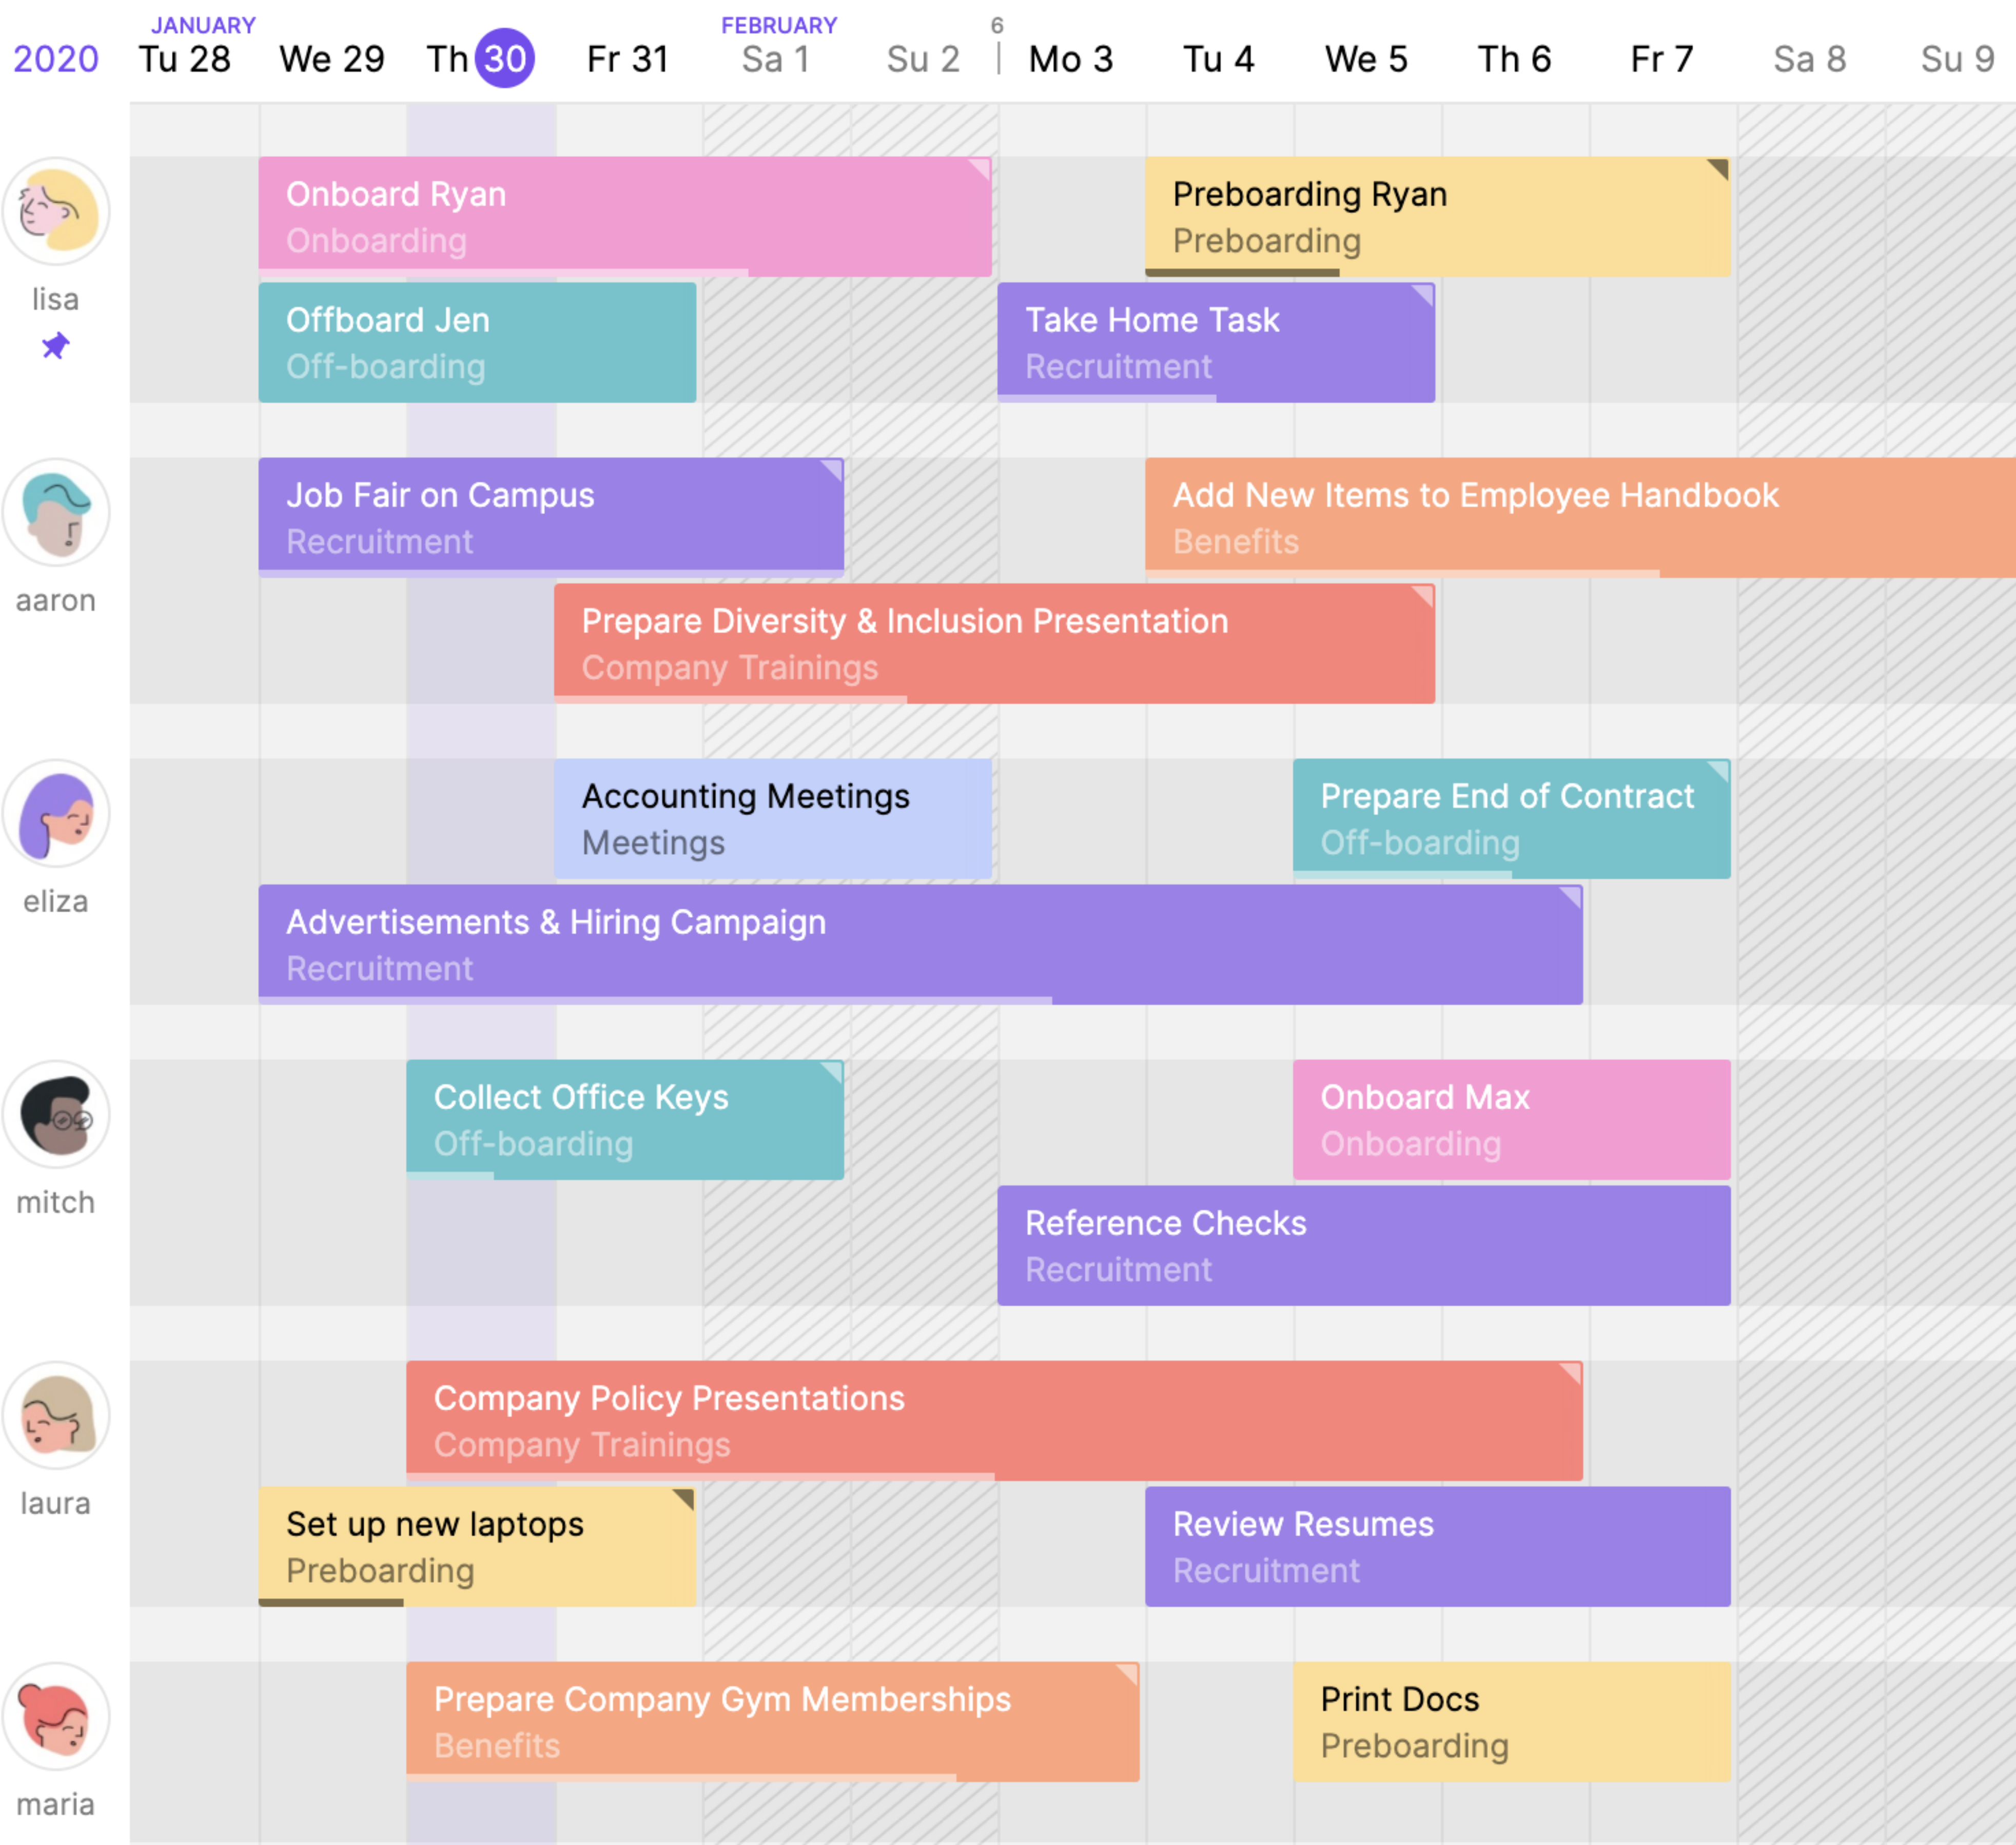 JANUARY
FEBRUARY
6
2020
Tu 28
We 29
Th 30
Fr 31
Sa 1
Su 2
Mo 3
Tu 4
We 5
Th 6
Fr 7
Sa 8
Su 9
lisa
Onboard Ryan
Onboarding
Preboarding Ryan
Preboarding
Offboard Jen
Off-boarding
Take Home Task
Recruitment
aaron
Job Fair on Campus
Recruitment
Add New Items to Employee Handbook
Benefits
Prepare Diversity & Inclusion Presentation
Company Trainings
eliza
Accounting Meetings
Meetings
Prepare End of Contract
Off-boarding
Advertisements & Hiring Campaign
Recruitment
mitch
Collect Office Keys
Off-boarding
Onboard Max
Onboarding
Reference Checks
Recruitment
laura
Company Policy Presentations
Company Trainings
Set up new laptops
Preboarding
Review Resumes
Recruitment
maria
Prepare Company Gym Memberships
Benefits
Print Docs
Preboarding